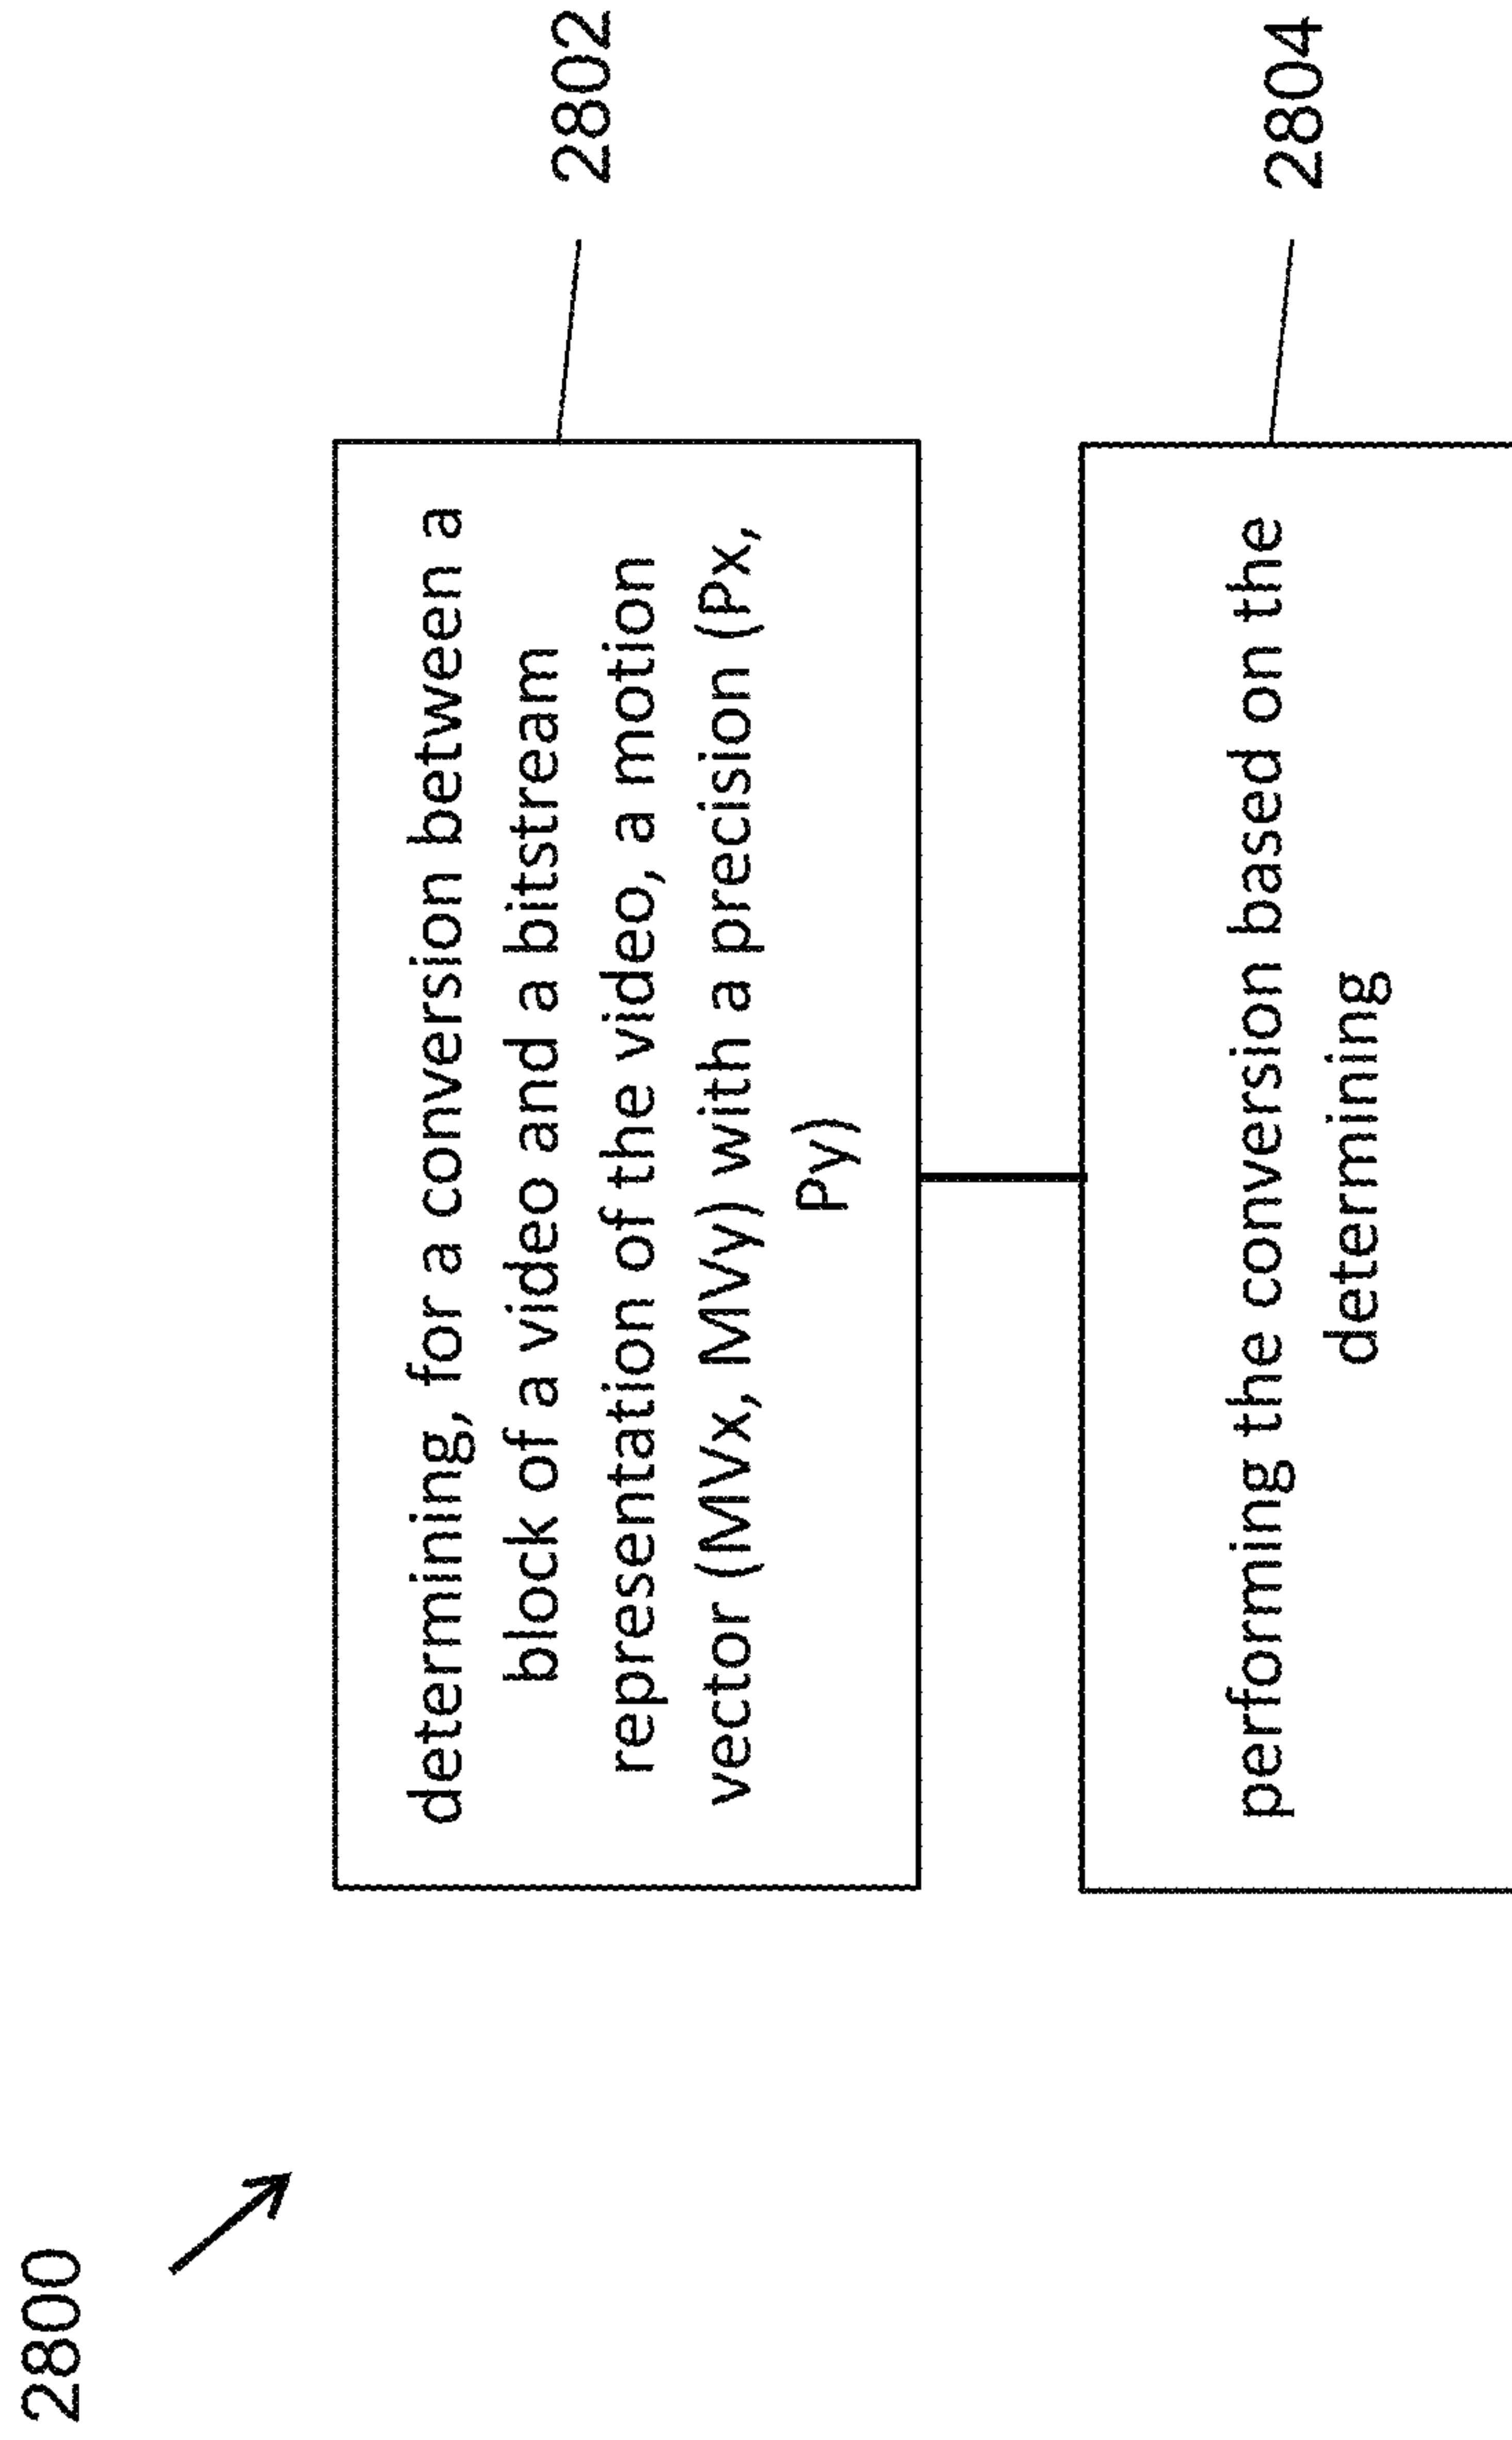 2800
determining, for a conversion between a
block of a video and a bitstream
representation of the video, a motion
vector (MVx, MVy) with a precision (Px,
Py)
2802
performing the conversion based on the
determining
2804